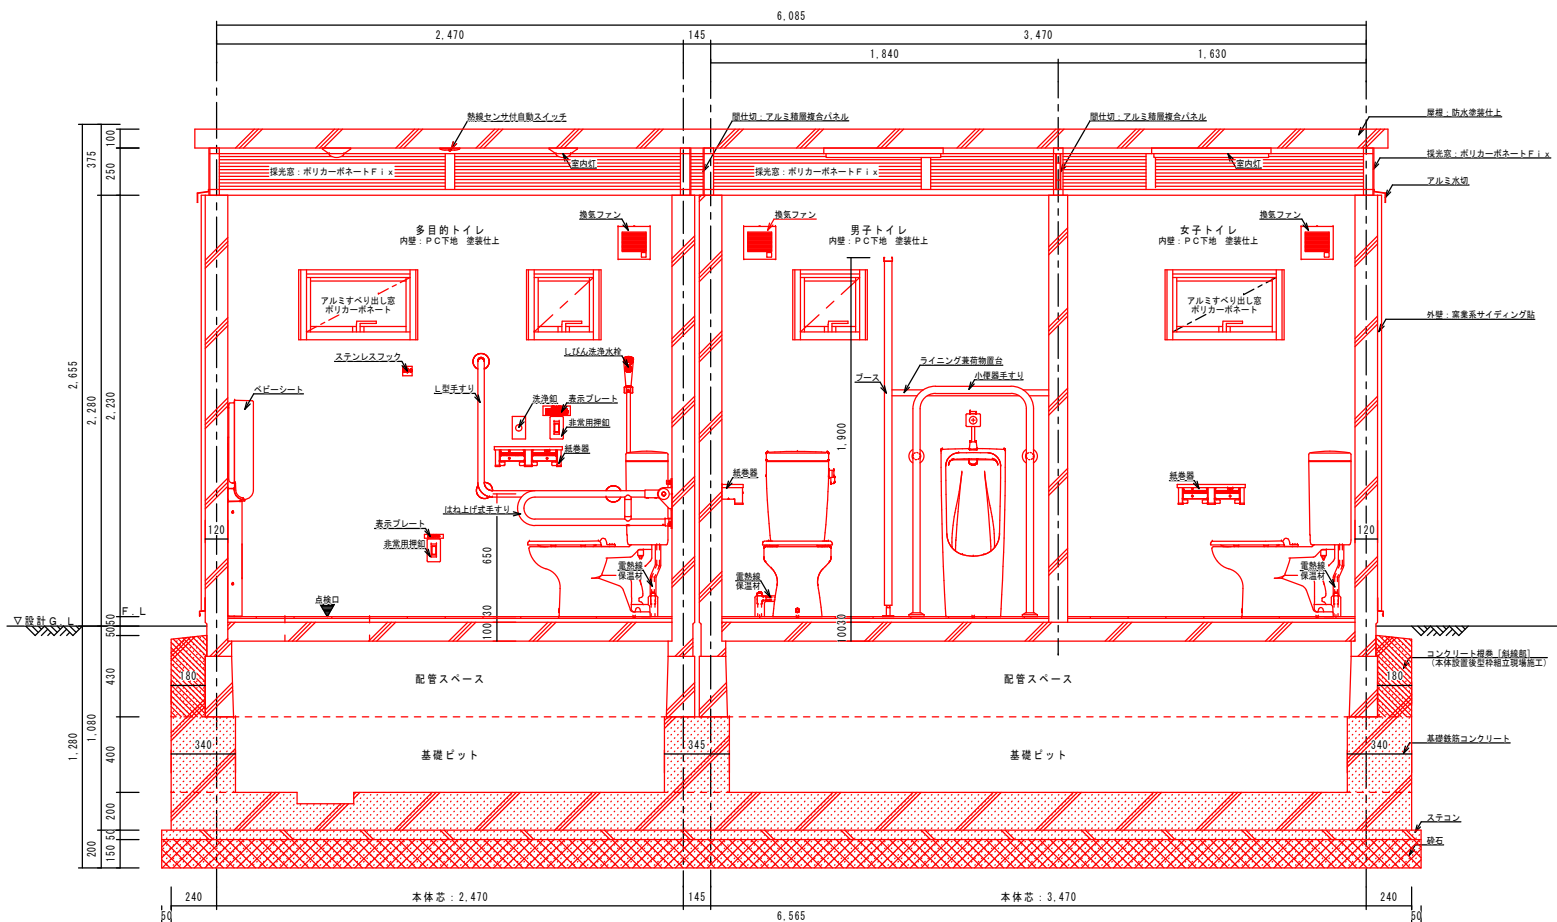 6,085
2,470
145
3,470
1,840
1,630
熱線センサ付自動スイッチ
間仕切：アルミ積層複合パネル
間仕切：アルミ積層複合パネル
屋根：防水塗装仕上
100
375
250
室内灯
室内灯
採光窓：ポリカーボネートＦｉｘ
採光窓：ポリカーボネートＦｉｘ
採光窓：ポリカーボネートＦｉｘ
アルミ水切
換気ファン
換気ファン
換気ファン
多目的トイレ
内壁：ＰＣ下地　塗装仕上
男子トイレ
内壁：ＰＣ下地　塗装仕上
女子トイレ
内壁：ＰＣ下地　塗装仕上
アルミすべり出し窓
ポリカーボネート
アルミすべり出し窓
ポリカーボネート
外壁：窯業系サイディング貼
ステンレスフック
しびん洗浄水栓
ライニング兼荷物置台
小便器手すり
ブース
ベビーシート
Ｌ型手すり
洗浄釦
表示プレート
非常用押釦
紙巻器
紙巻器
紙巻器
2,655
2,280
2,230
1,900
はね上げ式手すり
表示プレート
非常用押釦
120
120
650
電熱線
保温材
電熱線
保温材
電熱線
保温材
点検口
Ｆ.Ｌ
▽設計Ｇ.Ｌ
50
50
30
100
30
100
コンクリート根巻［斜線部］
（本体設置後型枠組立現場施工）
180
180
430
配管スペース
配管スペース
1,280
1,080
340
345
340
基礎鉄筋コンクリート
400
基礎ピット
基礎ピット
200
ステコン
50
砕石
200
150
240
本体芯：2,470
145
本体芯：3,470
240
50
6,565
50